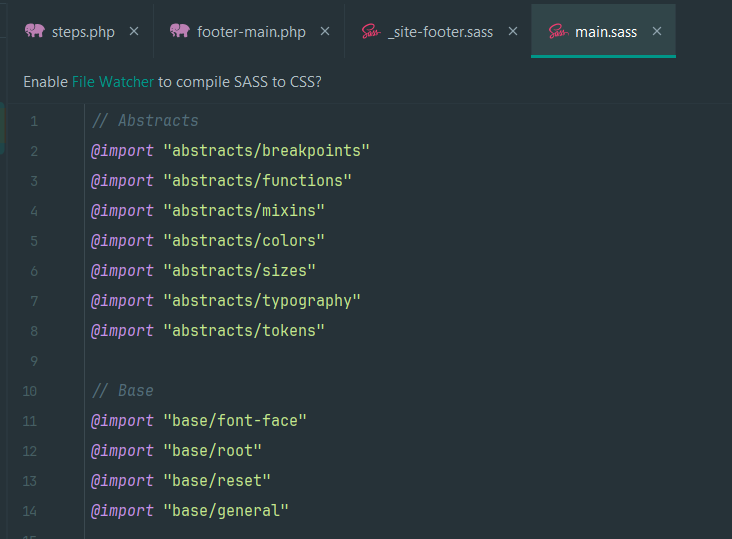 steps.php × footer-main.php × _site-footer.sass × main.sass ×
Enable File Watcher to compile SASS to CSS?
1 // Abstracts
2 @import "abstracts/breakpoints"
3 @import "abstracts/functions"
4 @import "abstracts/mixins"
5 @import "abstracts/colors"
6 @import "abstracts/sizes"
7 @import "abstracts/typography"
8 @import "abstracts/tokens"
9
10 // Base
11 @import "base/font-face"
12 @import "base/root"
13 @import "base/reset"
14 @import "base/general"